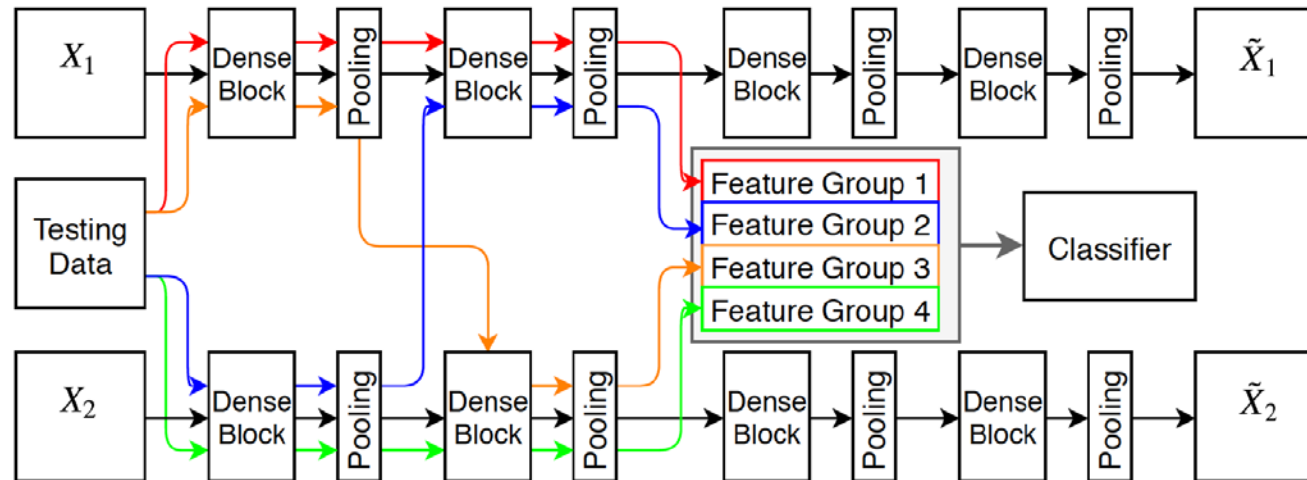 X₁
Dense
Block
Pooling
Dense
Block
Pooling
Dense
Block
Pooling
Dense
Block
Pooling
X̃₁
Testing
Data
Feature Group 1
Feature Group 2
Feature Group 3
Feature Group 4
Classifier
X₂
Dense
Block
Pooling
Dense
Block
Pooling
Dense
Block
Pooling
Dense
Block
Pooling
X̃₂